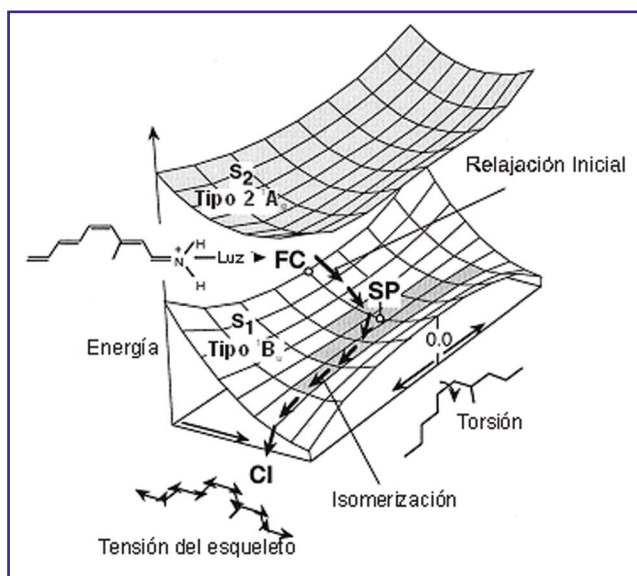 S2
Tipo 2 1Ag
Relajación Inicial
H
N
+
Luz
H
FC
SP
S1
Tipo 1Bu
Energía
0.0
Torsión
CI
Isomerización
Tensión del esqueleto